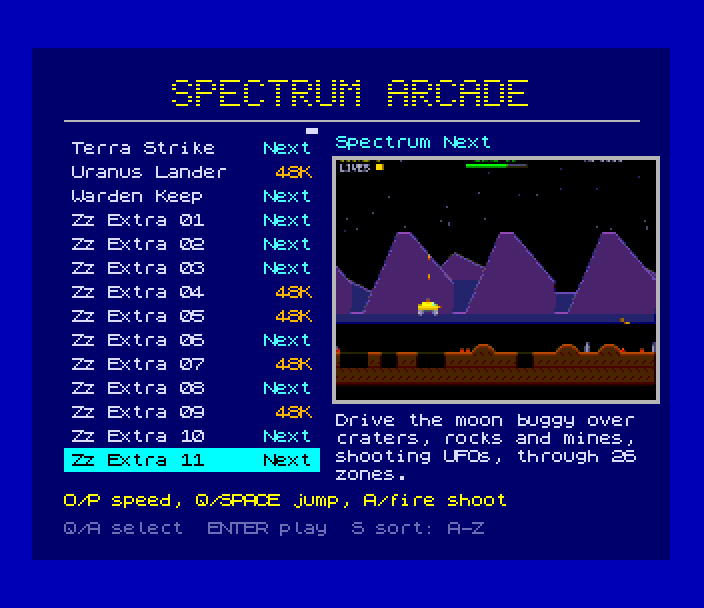 SPECTRUM ARCADE
Terra Strike Next
Uranus Lander 48K
Warden Keep Next
Zz Extra 01 Next
Zz Extra 02 Next
Zz Extra 03 Next
Zz Extra 04 48K
Zz Extra 05 48K
Zz Extra 06 Next
Zz Extra 07 48K
Zz Extra 08 Next
Zz Extra 09 48K
Zz Extra 10 Next
Zz Extra 11 Next
Spectrum Next
LIVES
Drive the moon buggy over
craters, rocks and mines,
shooting UFOs, through 26
zones.
O/P speed, Q/SPACE jump, A/fire shoot
Q/A select ENTER play S sort: A-Z